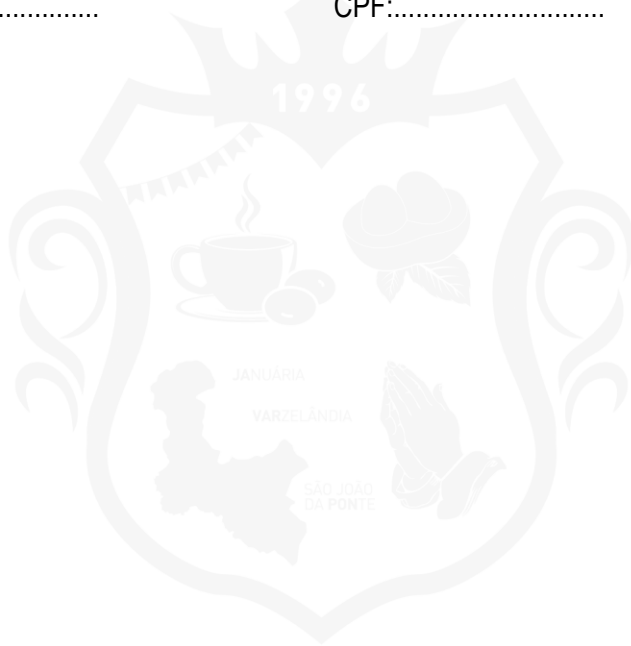 .............. CPF:............................
1996
JANUÁRIA
VARZELÂNDIA
SÃO JOÃO
DA PONTE